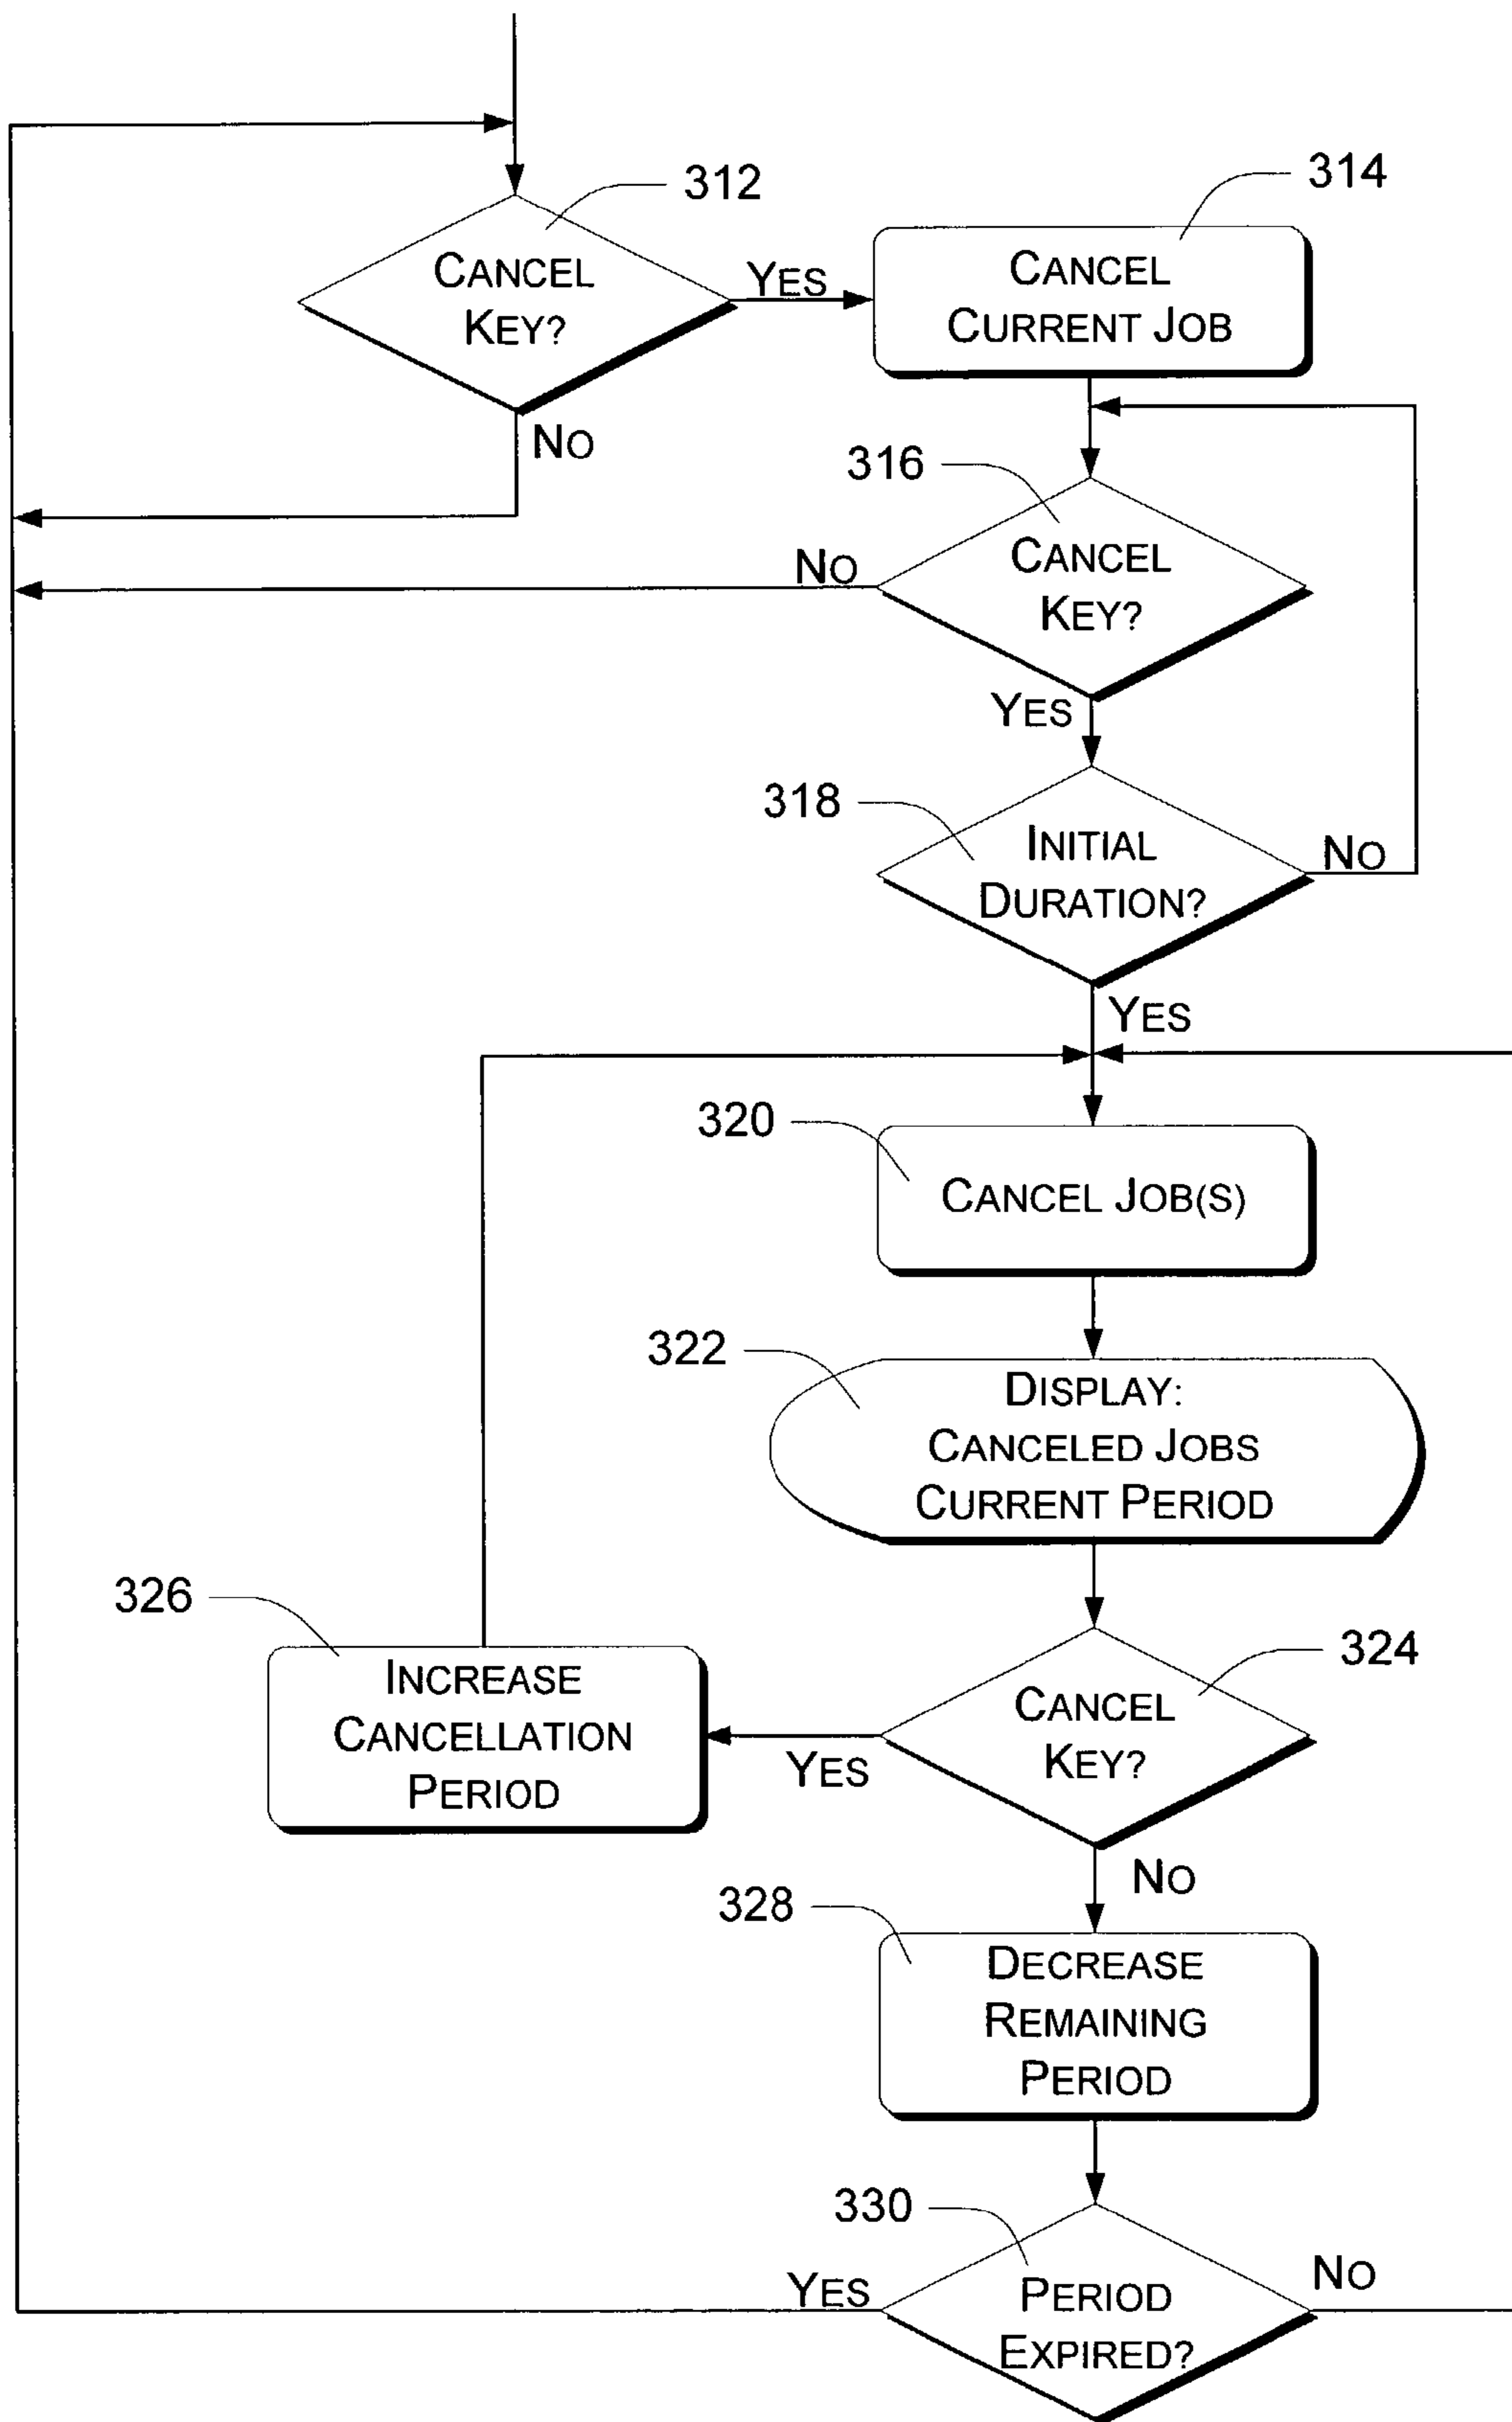 312
CANCEL
KEY?
YES
NO
314
CANCEL
CURRENT JOB
316
CANCEL
KEY?
NO
YES
318
INITIAL
DURATION?
NO
YES
320
CANCEL JOB(S)
322
DISPLAY:
CANCELED JOBS
CURRENT PERIOD
324
CANCEL
KEY?
YES
NO
326
INCREASE
CANCELLATION
PERIOD
328
DECREASE
REMAINING
PERIOD
330
PERIOD
EXPIRED?
YES
NO